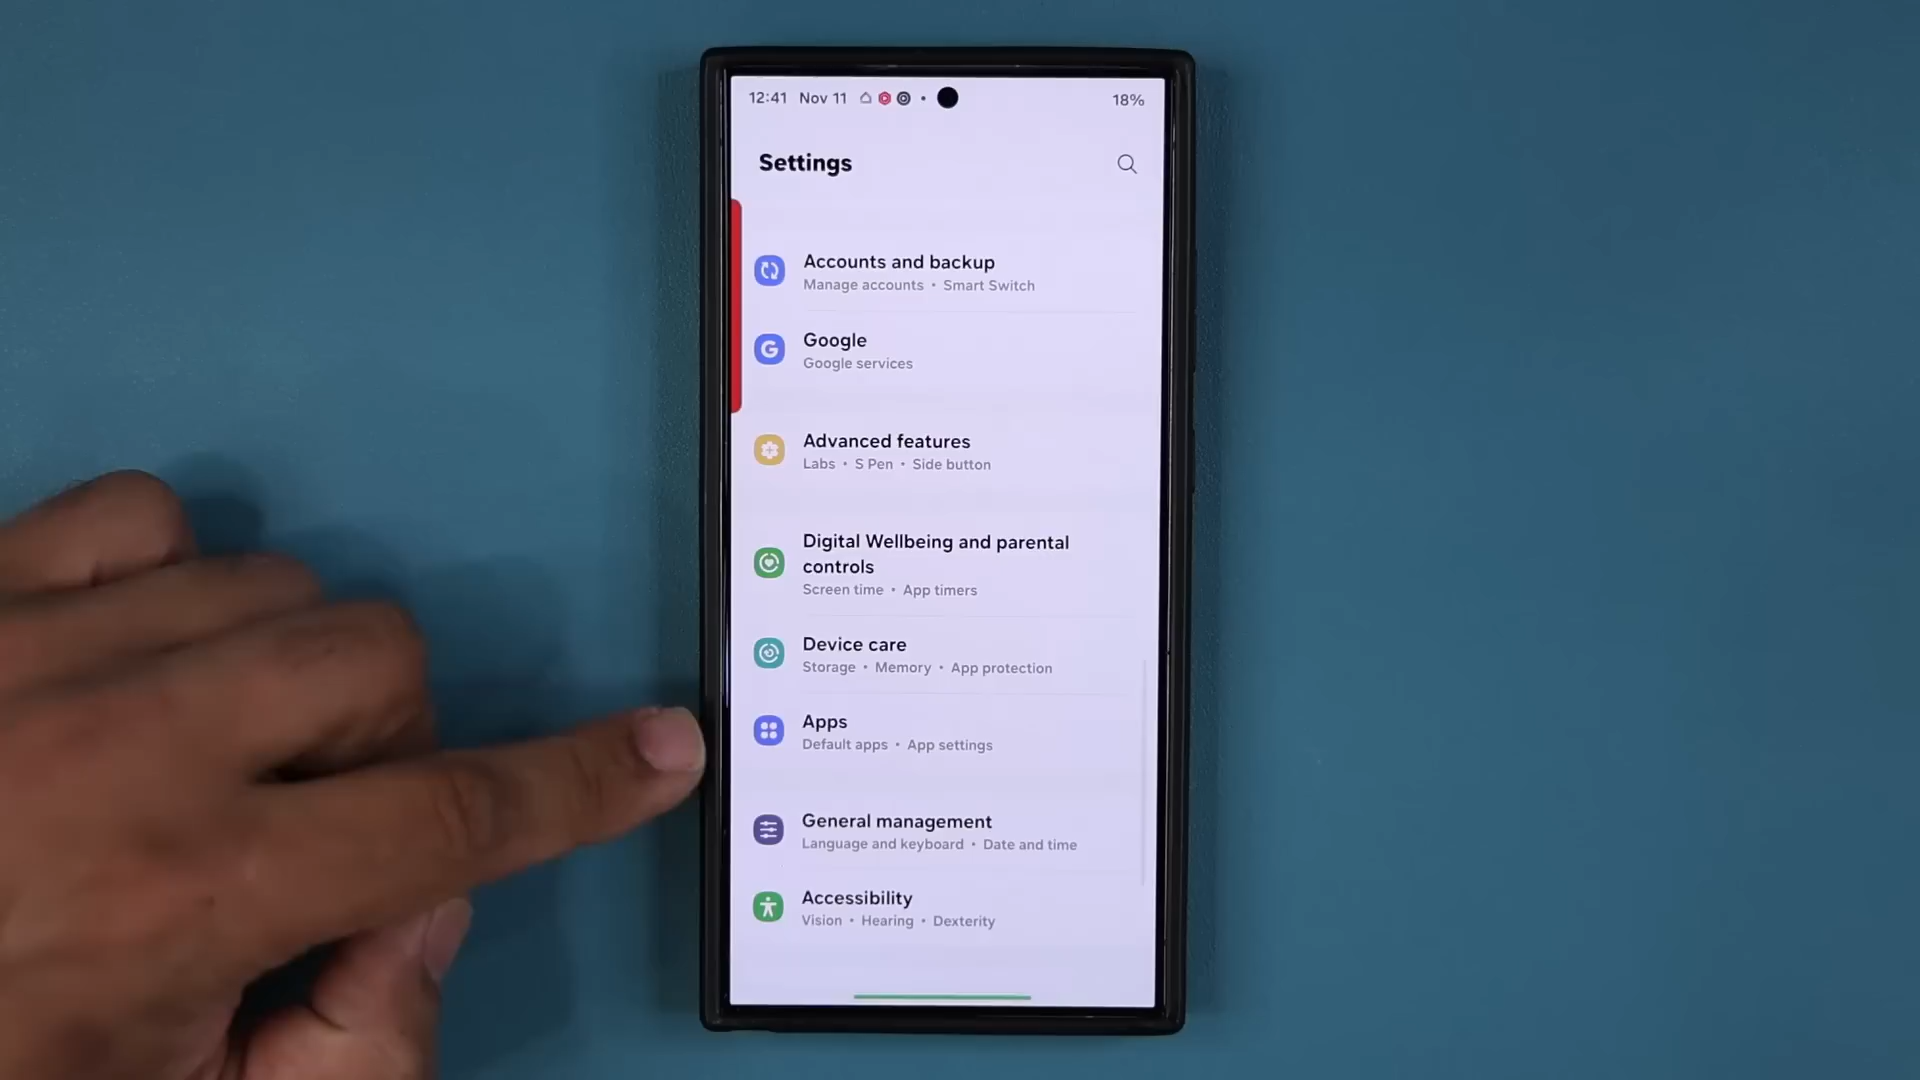 12:41 Nov 11
18%
Settings
Accounts and backup
Manage accounts • Smart Switch
G
Google
Google services
Advanced features
Labs • S Pen • Side button
Digital Wellbeing and parental
controls
Screen time • App timers
Device care
Storage • Memory • App protection
Apps
Default apps • App settings
General management
Language and keyboard • Date and time
Accessibility
Vision • Hearing • Dexterity